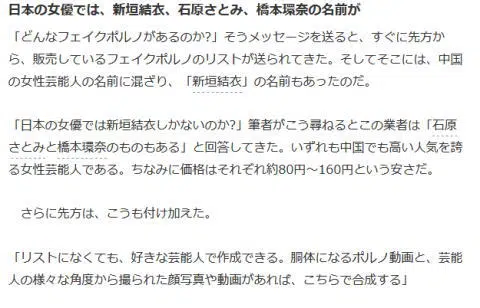 日本の女優では、新垣結衣、石原さとみ、橋本環奈の名前が
「どんなフェイクポルノがあるのか?」そうメッセージを送ると、すぐに先方か
ら、販売しているフェイクポルノのリストが送られてきた。そしてそこには、中国
の女性芸能人の名前に混ざり、「新垣結衣」の名前もあったのだ。
「日本の女優では新垣結衣しかないのか?」筆者がこう尋ねるとこの業者は「石原
さとみと橋本環奈のものもある」と回答してきた。いずれも中国でも高い人気を誇
る女性芸能人である。ちなみに価格はそれぞれ約80円〜160円という安さだ。
さらに先方は、こうも付け加えた。
「リストになくても、好きな芸能人で作成できる。胴体になるポルノ動画と、芸能
人の様々な角度から撮られた顔写真や動画があれば、こちらで合成する」